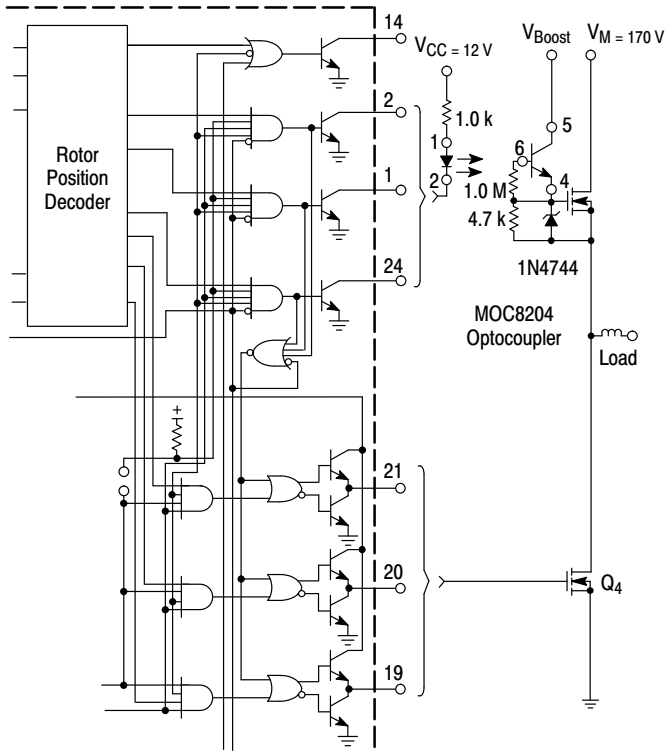 14
V_CC = 12 V
V_Boost
V_M = 170 V
2
1.0 k
1
5
6
2
1
4
1.0 M
4.7 k
Rotor
Position
Decoder
24
1N4744
MOC8204
Optocoupler
Load
+
21
20
Q_4
19